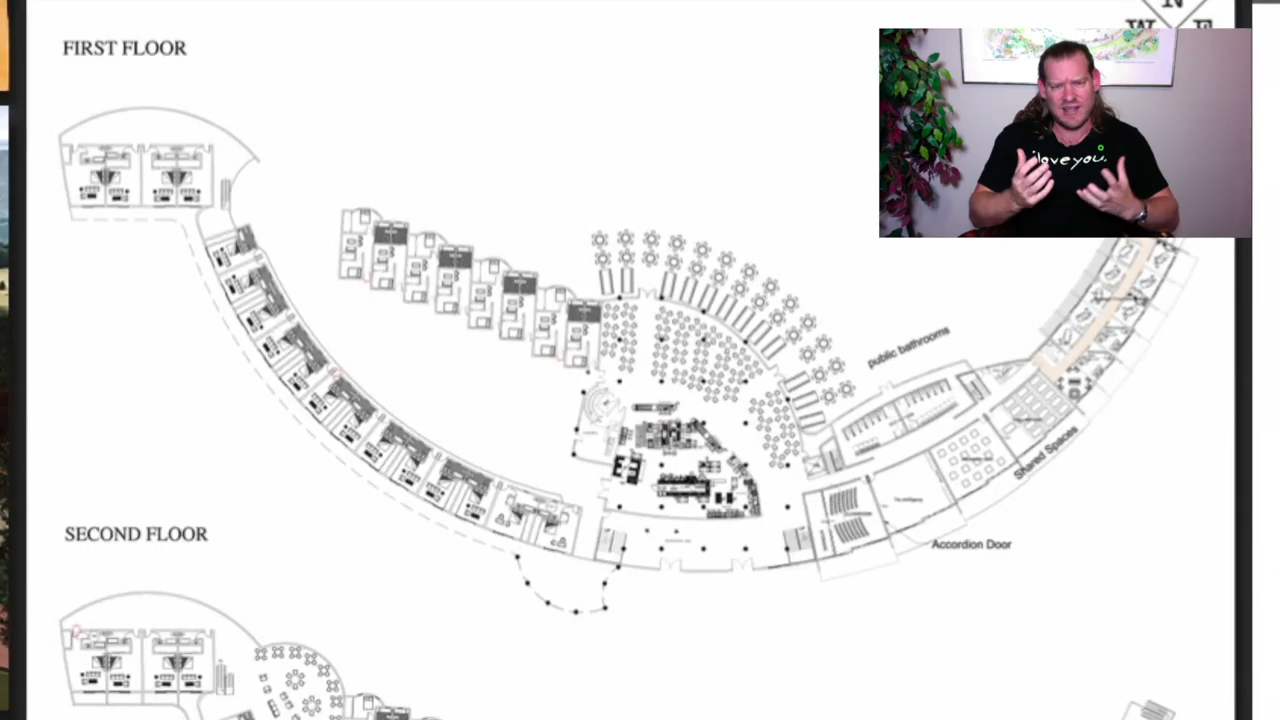 N
W E
FIRST FLOOR
i love you.
public bathrooms
Shared Spaces
Accordion Door
SECOND FLOOR